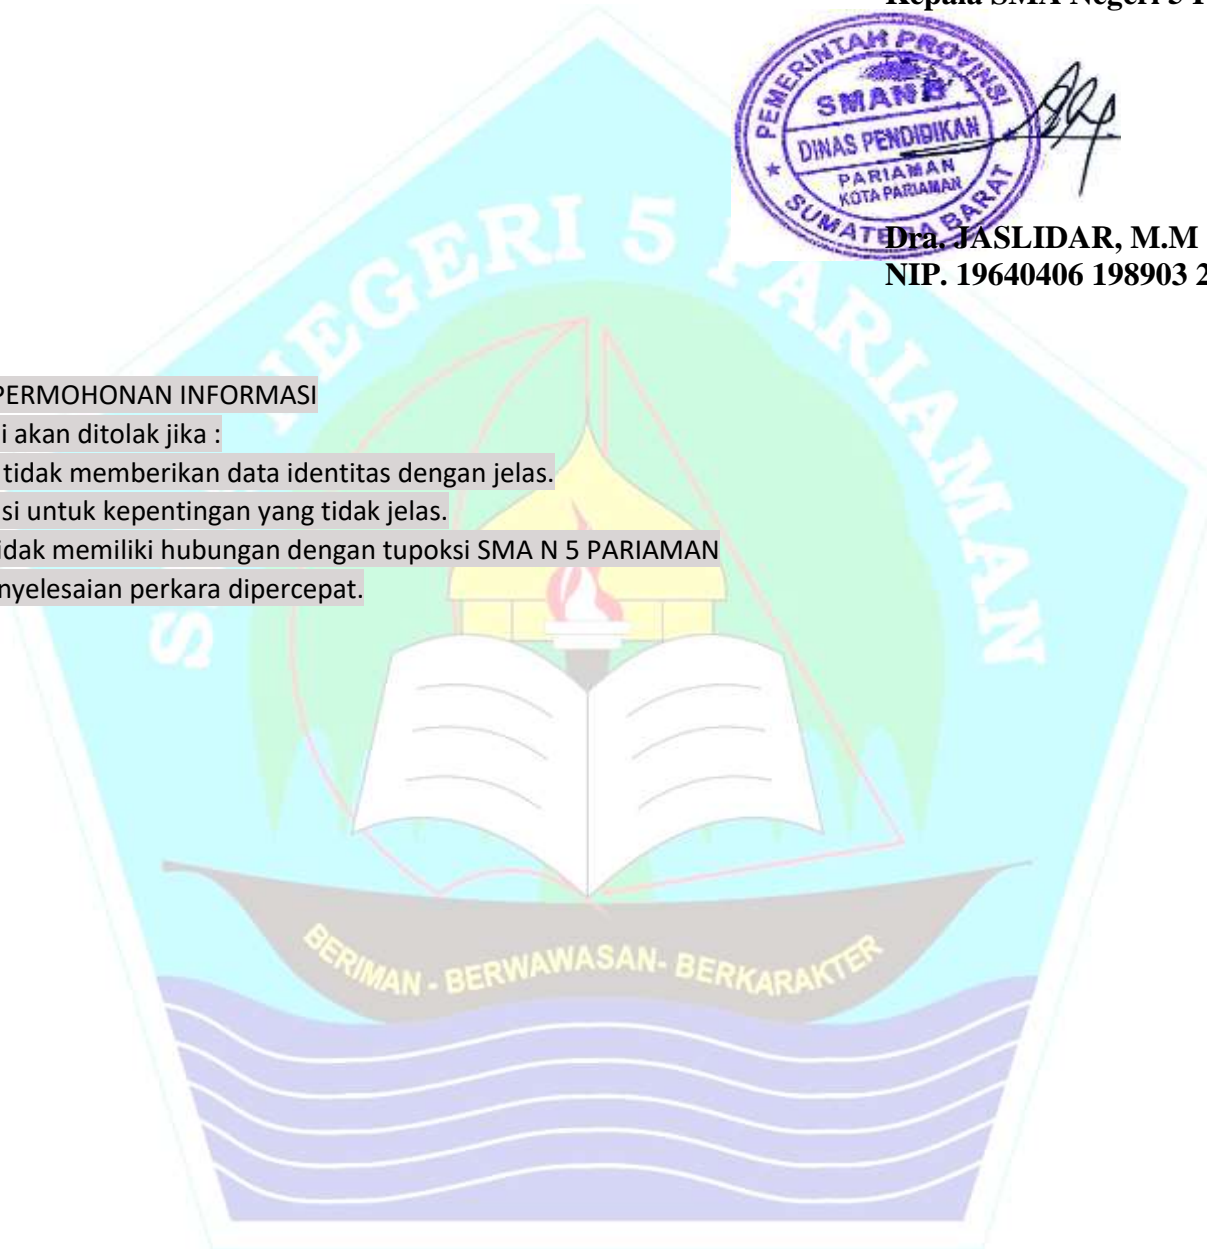 Kepala SMA Negeri 5
PEMERINTAH PROVINSI
SMAN 5
DINAS PENDIDIKAN
PARIAMAN
KOTA PARIAMAN
SUMATERA BARAT
Dra. JASLIDAR, M.M
NIP. 19640406 198903 2
NEGERI 5 PARIAMAN
PERMOHONAN INFORMASI
i akan ditolak jika :
tidak memberikan data identitas dengan jelas.
si untuk kepentingan yang tidak jelas.
idak memiliki hubungan dengan tupoksi SMA N 5 PARIAMAN
nyelesaian perkara dipercepat.
BERIMAN - BERWAWASAN- BERKARAKTER